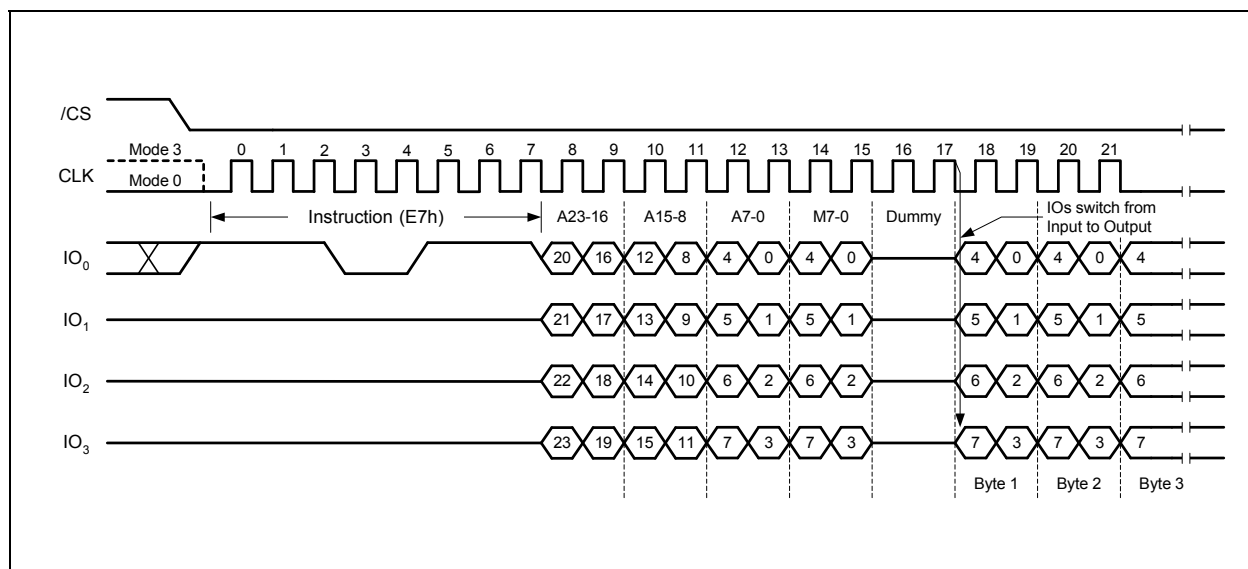 /CS
Mode 3
0 1 2 3 4 5 6 7 8 9 10 11 12 13 14 15 16 17 18 19 20 21
CLK
Mode 0
Instruction (E7h) A23-16 A15-8 A7-0 M7-0 Dummy
IOs switch from
Input to Output
IO0 20 16 12 8 4 0 4 0 4 0 4 0 4
IO1 21 17 13 9 5 1 5 1 5 1 5 1 5
IO2 22 18 14 10 6 2 6 2 6 2 6 2 6
IO3 23 19 15 11 7 3 7 3 7 3 7 3 7
Byte 1 Byte 2 Byte 3